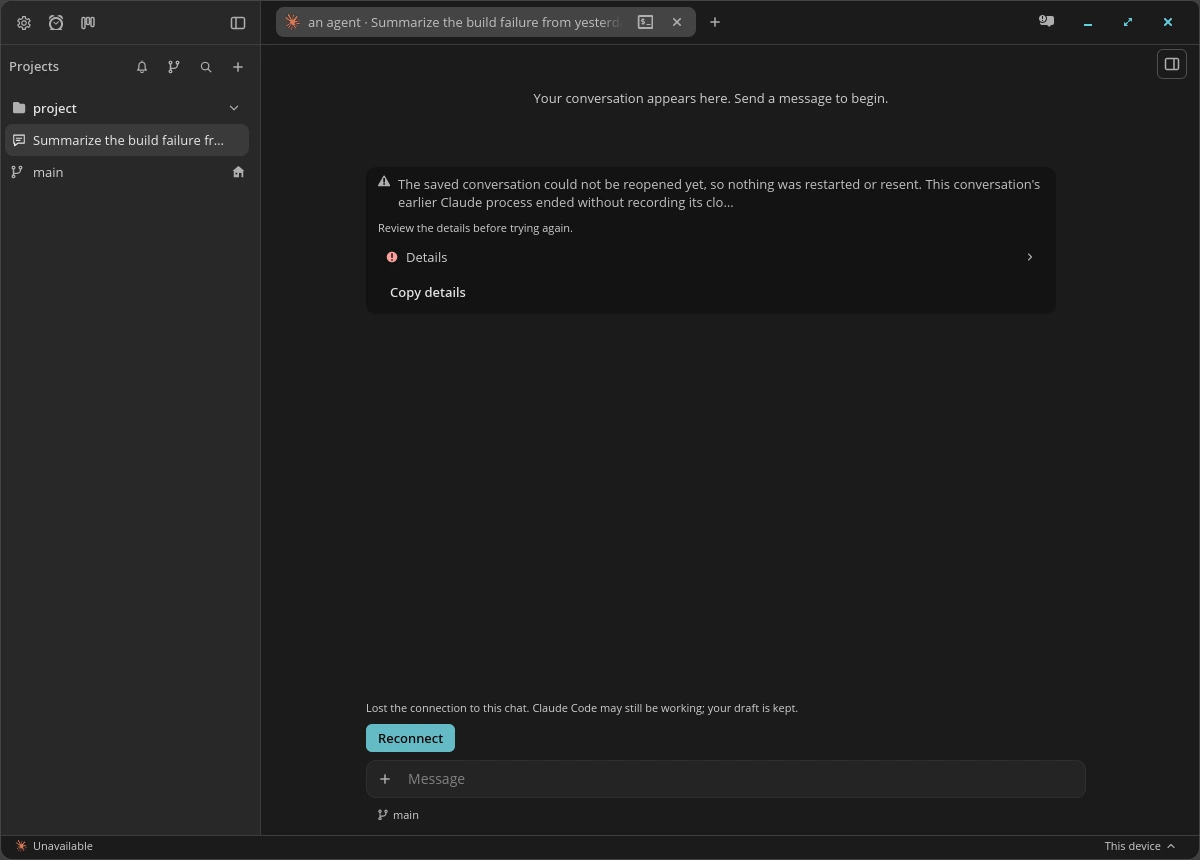 an agent · Summarize the build failure from yesterd
Projects
project
Summarize the build failure fr...
main
Your conversation appears here. Send a message to begin.
The saved conversation could not be reopened yet, so nothing was restarted or resent. This conversation's
earlier Claude process ended without recording its clo...
Review the details before trying again.
Details
Copy details
Lost the connection to this chat. Claude Code may still be working; your draft is kept.
Reconnect
Message
main
Unavailable
This device